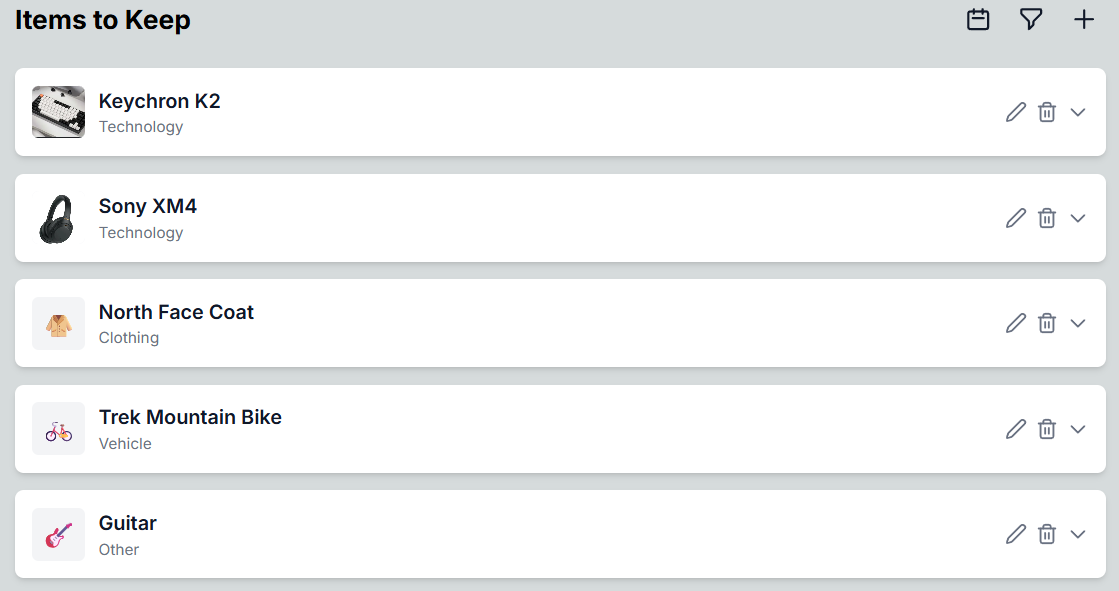 Items to Keep
Keychron K2
Technology
Sony XM4
Technology
North Face Coat
Clothing
Trek Mountain Bike
Vehicle
Guitar
Other